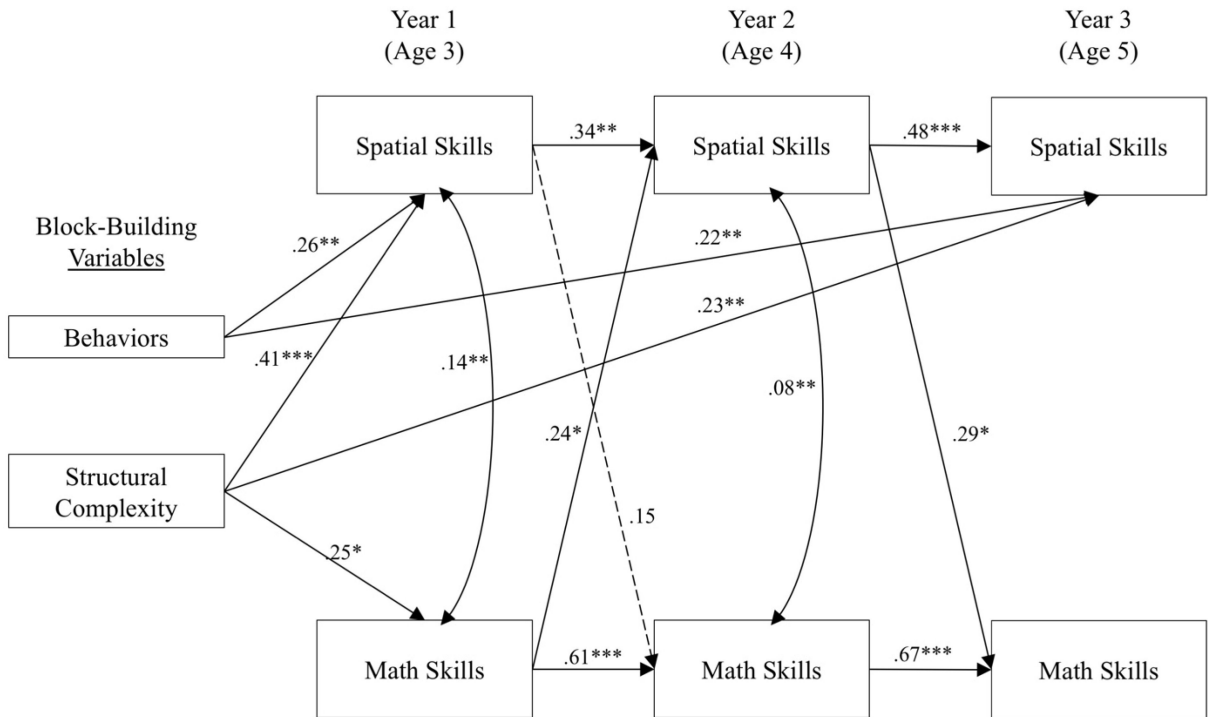 Year 1
(Age 3)
Year 2
(Age 4)
Year 3
(Age 5)
Spatial Skills
.34**
Spatial Skills
.48***
Spatial Skills
Block-Building
Variables
.26**
.22**
.23**
Behaviors
.41***
.14**
.08**
.24*
.29*
Structural
Complexity
.15
.25*
Math Skills
.61***
Math Skills
.67***
Math Skills